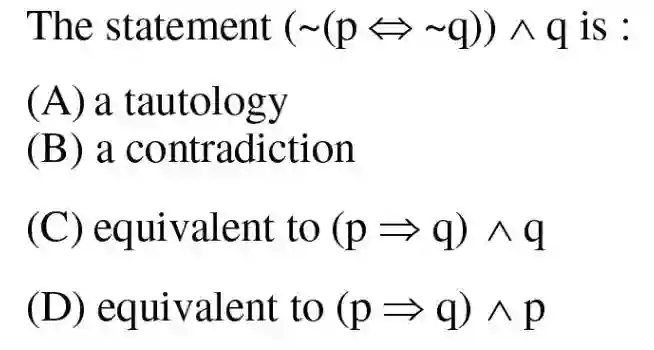 The statement (~(p ⇔ ~q)) ∧ q is :
(A) a tautology
(B) a contradiction
(C) equivalent to (p ⇒ q) ∧ q
(D) equivalent to (p ⇒ q) ∧ p